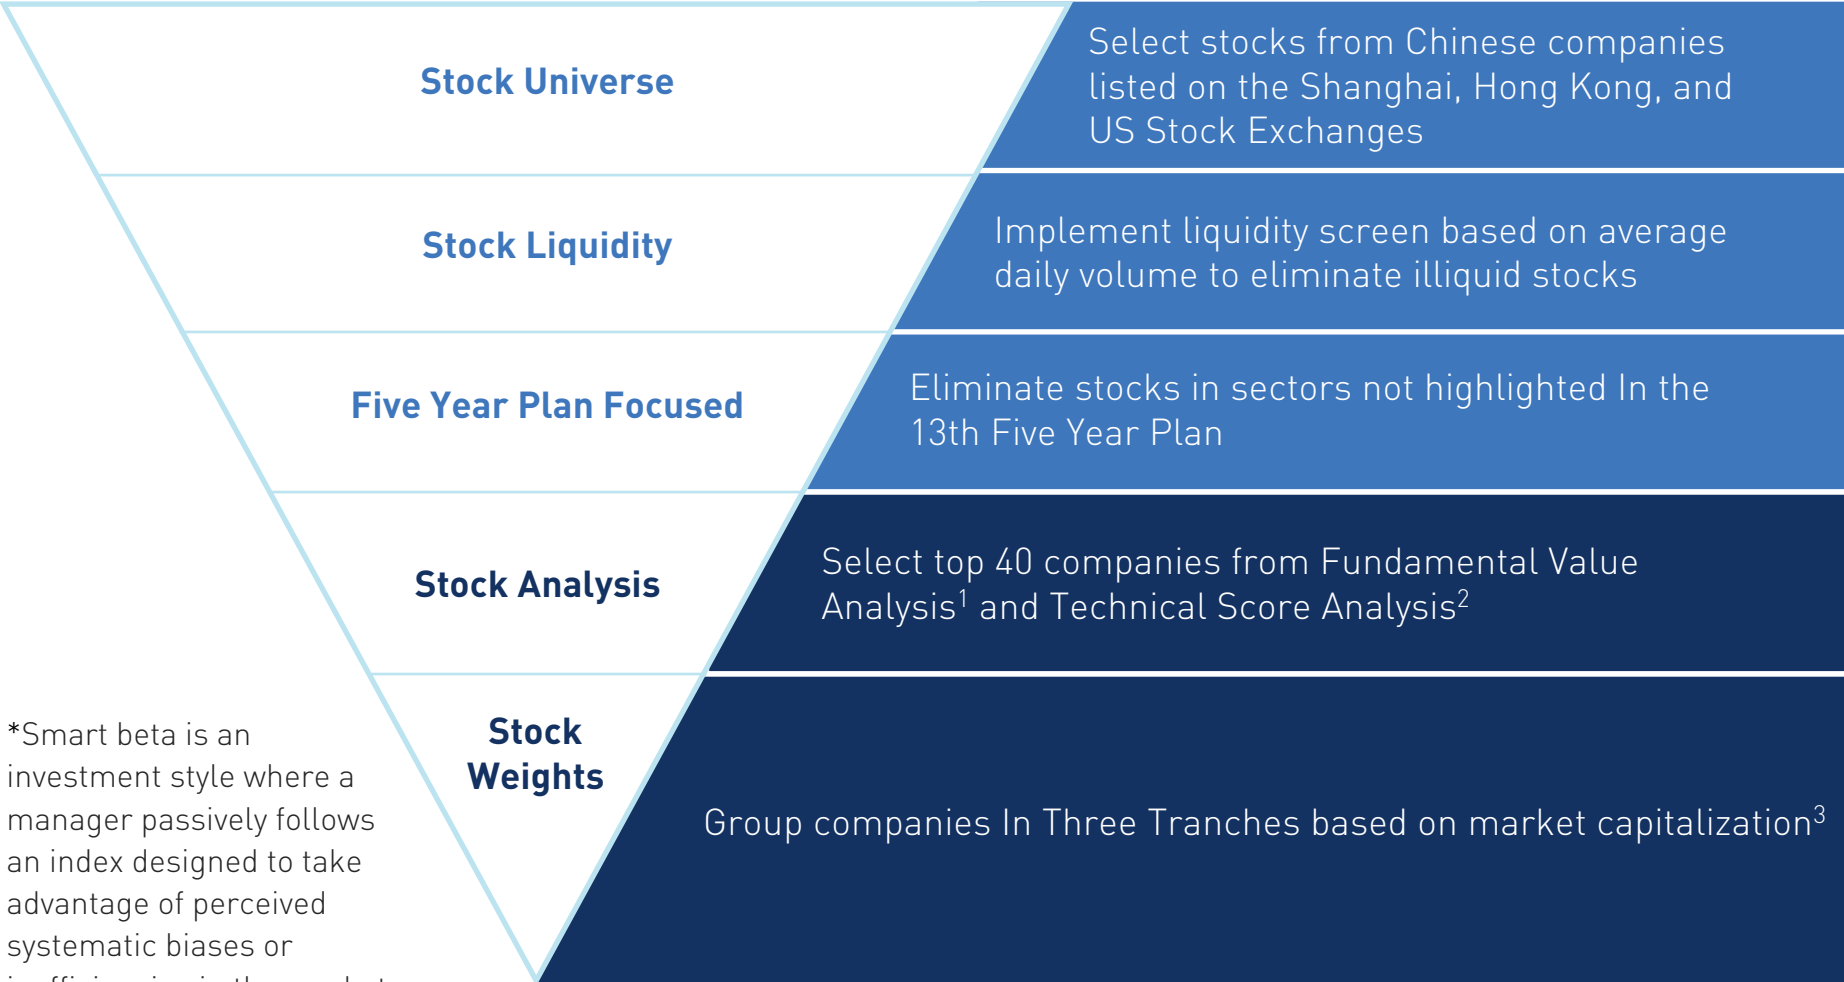 Stock Universe
Select stocks from Chinese companies
listed on the Shanghai, Hong Kong, and
US Stock Exchanges
Stock Liquidity
Implement liquidity screen based on average
daily volume to eliminate illiquid stocks
Five Year Plan Focused
Eliminate stocks in sectors not highlighted In the
13th Five Year Plan
Stock Analysis
Select top 40 companies from Fundamental Value
Analysis1 and Technical Score Analysis2
Stock
Weights
Group companies In Three Tranches based on market capitalization3
*Smart beta is an
investment style where a
manager passively follows
an index designed to take
advantage of perceived
systematic biases or